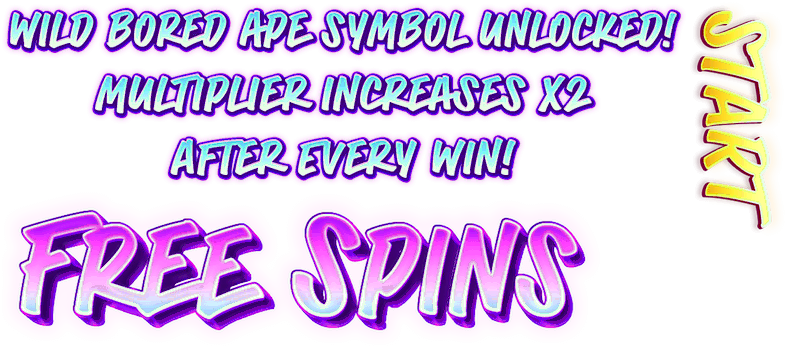 WILD BORED APE SYMBOL UNLOCKED!
MULTIPLIER INCREASES X2
AFTER EVERY WIN!
START
FREE SPINS